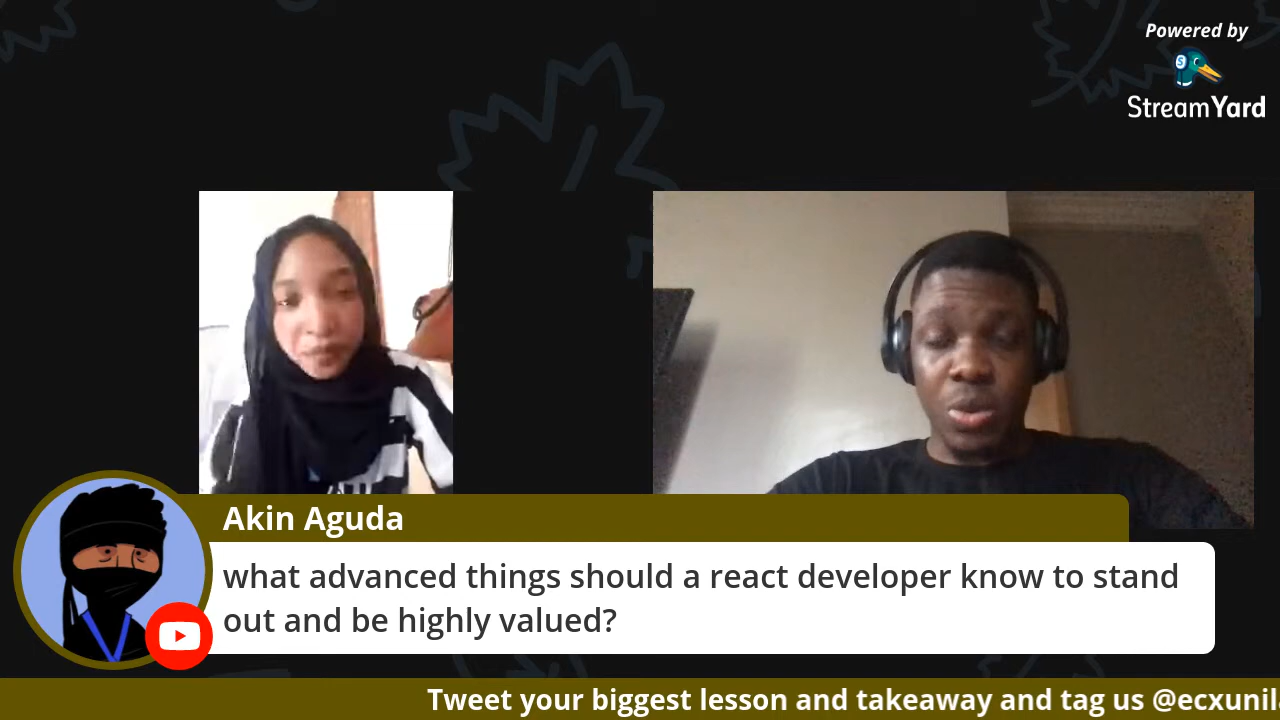 Powered by
StreamYard
Akin Aguda
what advanced things should a react developer know to stand
out and be highly valued?
Tweet your biggest lesson and takeaway and tag us